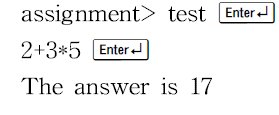 assignment> test Enter↵
2+3*5 Enter↵
The answer is 17